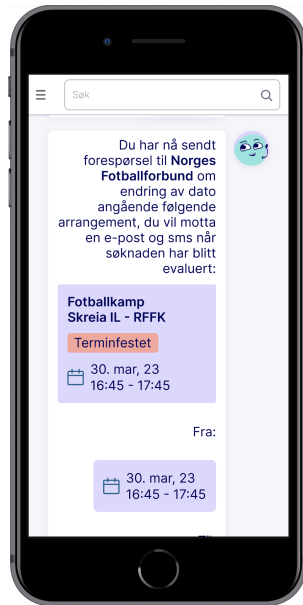 Søk
Du har nå sendt
forespørsel til Norges
Fotballforbund om
endring av dato
angående følgende
arrangement, du vil motta
en e-post og sms når
søknaden har blitt
evaluert:
Fotballkamp
Skreia IL - RFFK
Terminfestet
30. mar, 23
16:45 - 17:45
Fra:
30. mar, 23
16:45 - 17:45